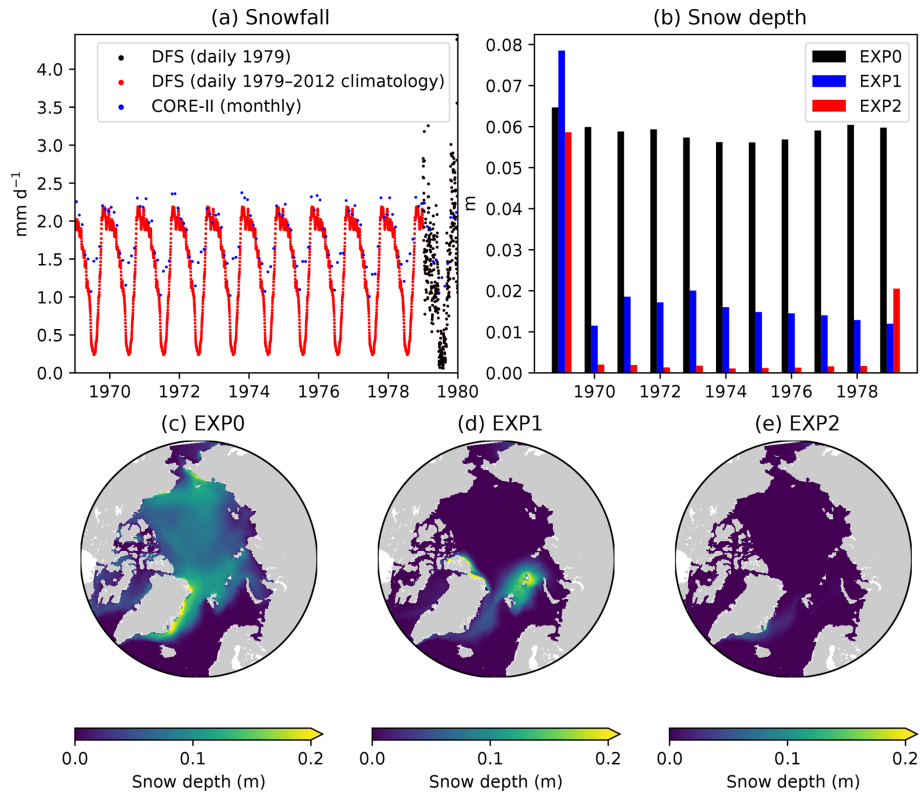 (a) Snowfall
mm d⁻¹
4.0
3.5
3.0
2.5
2.0
1.5
1.0
0.5
0.0
DFS (daily 1979)
DFS (daily 1979–2012 climatology)
CORE-II (monthly)
1970 1972 1974 1976 1978 1980
(b) Snow depth
m
0.08
0.07
0.06
0.05
0.04
0.03
0.02
0.01
0.00
EXP0
EXP1
EXP2
1970 1972 1974 1976 1978
(c) EXP0
0.0 0.1 0.2
Snow depth (m)
(d) EXP1
0.0 0.1 0.2
Snow depth (m)
(e) EXP2
0.0 0.1 0.2
Snow depth (m)